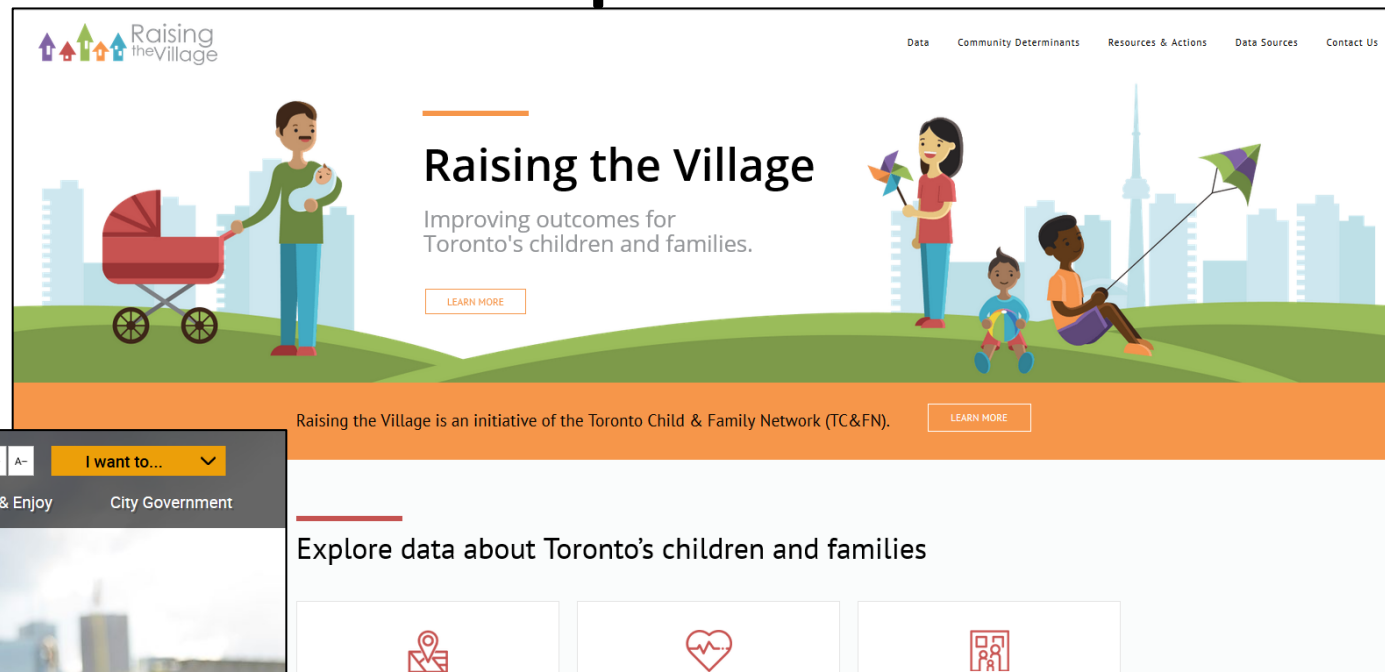 Raising
the Village
Data Community Determinants Resources & Actions Data Sources Contact Us
Raising the Village
Improving outcomes for
Toronto's children and families.
LEARN MORE
Raising the Village is an initiative of the Toronto Child & Family Network (TC&FN).
LEARN MORE
A-
I want to...
& Enjoy City Government
Explore data about Toronto's children and families